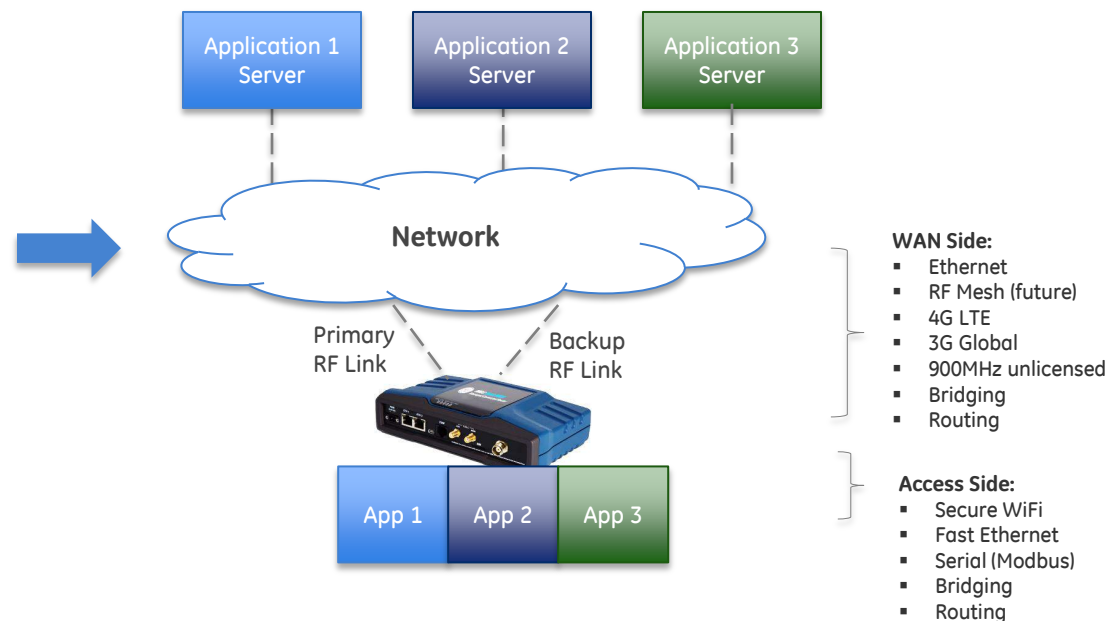 Application 1
Server
Application 2
Server
Application 3
Server
Network
Primary
RF Link
Backup
RF Link
App 1
App 2
App 3
WAN Side:
▪ Ethernet
▪ RF Mesh (future)
▪ 4G LTE
▪ 3G Global
▪ 900MHz unlicensed
▪ Bridging
▪ Routing
Access Side:
▪ Secure WiFi
▪ Fast Ethernet
▪ Serial (Modbus)
▪ Bridging
▪ Routing